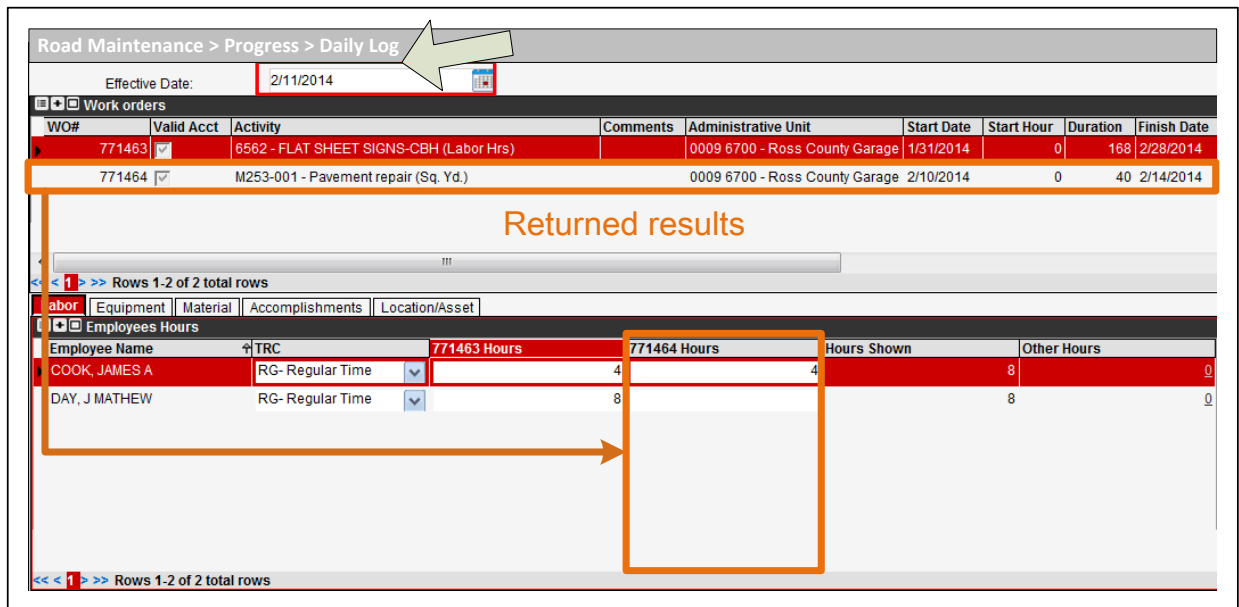 Road Maintenance > Progress > Daily Log
Effective Date: 2/11/2014
Work orders
WO# Valid Acct Activity Comments Administrative Unit Start Date Start Hour Duration Finish Date
771463 6562 - FLAT SHEET SIGNS-CBH (Labor Hrs) 0009 6700 - Ross County Garage 1/31/2014 0 168 2/28/2014
771464 M253-001 - Pavement repair (Sq. Yd.) 0009 6700 - Ross County Garage 2/10/2014 0 40 2/14/2014
Returned results
<< < 1 > >> Rows 1-2 of 2 total rows
Labor Equipment Material Accomplishments Location/Asset
Employees Hours
Employee Name TRC 771463 Hours 771464 Hours Hours Shown Other Hours
COOK, JAMES A RG- Regular Time 4 4 8 0
DAY, J MATHEW RG- Regular Time 8 8 0
<< < 1 > >> Rows 1-2 of 2 total rows